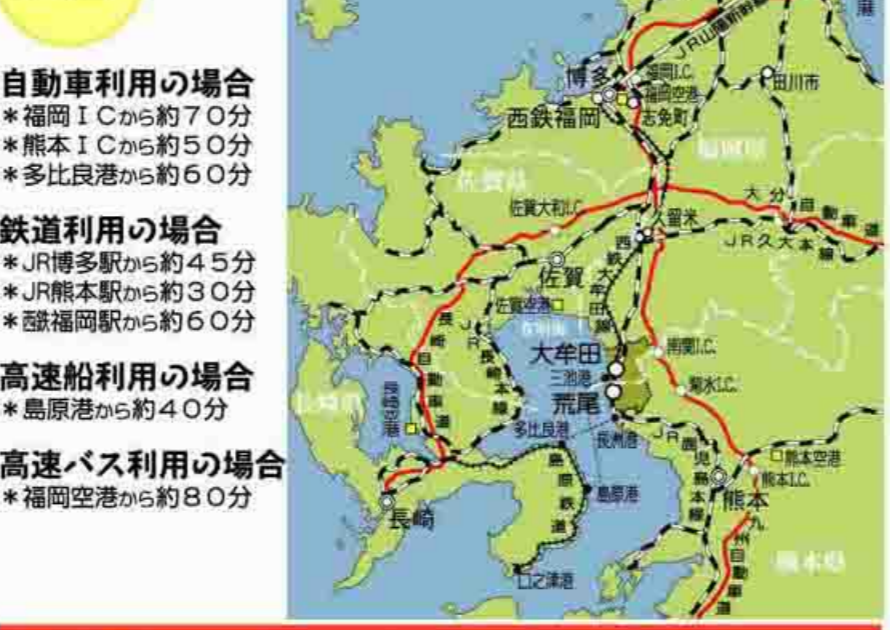 自動車利用の場合
＊福岡ＩＣから約７０分
＊熊本ＩＣから約５０分
＊多比良港から約６０分
鉄道利用の場合
＊JR博多駅から約４５分
＊JR熊本駅から約３０分
＊西鉄福岡駅から約６０分
高速船利用の場合
＊島原港から約４０分
高速バス利用の場合
＊福岡空港から約８０分
港
JR山陽新幹線
博多
福岡I.C.
福岡空港
田川市
西鉄福岡
志免町
福岡県
佐賀県
佐賀大和I.C.
大分自動車道
久留米
JR久大本線
西鉄大牟田線
佐賀
佐賀空港
有明海
長崎自動車道
JR長崎本線
大牟田
南関I.C.
三池港
菊水I.C.
荒尾
長崎県
長崎空港
多比良港
長洲港
JR鹿児島本線
熊本空港
熊本I.C.
熊本
島原鉄道
島原港
長崎
口之津港
九州自動車道
熊本県